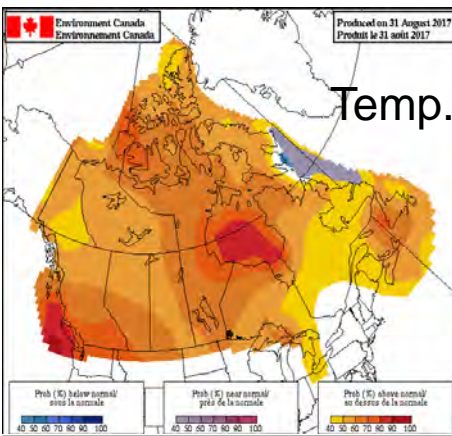 Environment Canada
Environnement Canada
Produced on 31 August 2017
Produit le 31 août 2017
Temp.
Prob (%) below normal/
sous la normale
40 50 60 70 80 90 100
Prob (%) near normal/
près de la normale
40 50 60 70 80 90 100
Prob (%) above normal/
au dessus de la normale
40 50 60 70 80 90 100